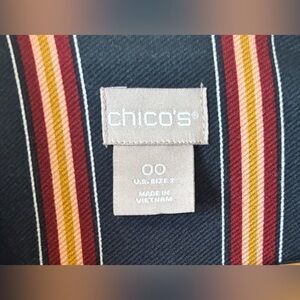 chico's®
00
U.S. SIZE 2
MADE IN
VIETNAM